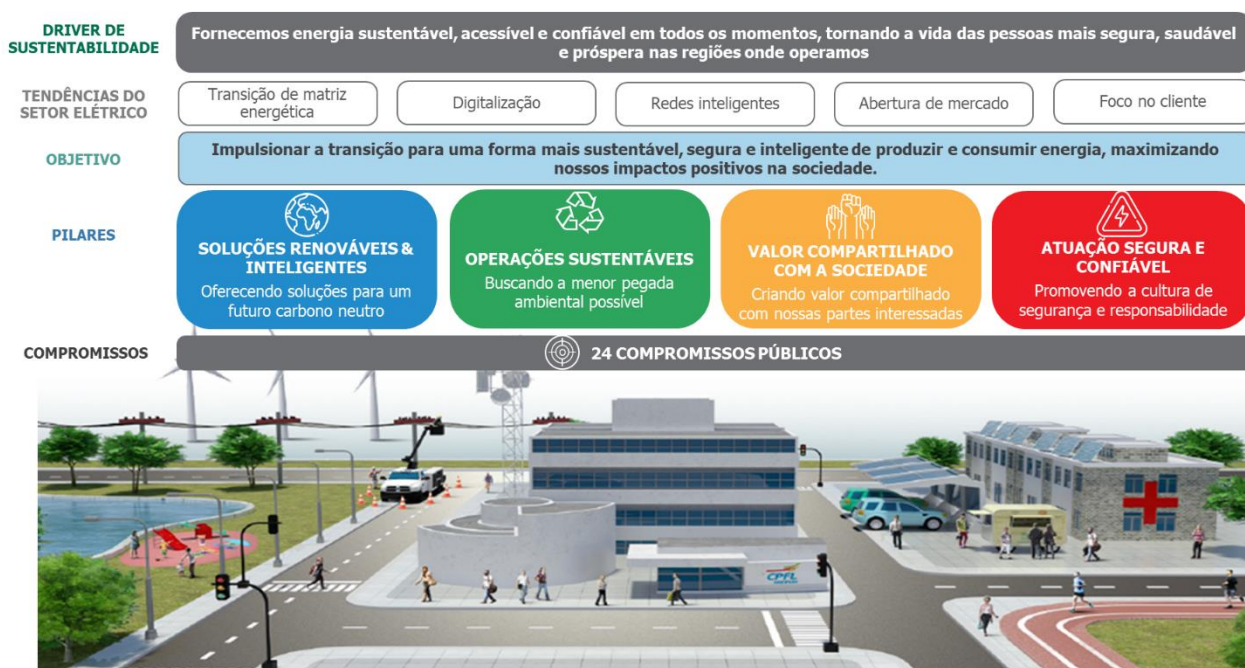 DRIVER DE
SUSTENTABILIDADE
Fornecemos energia sustentável, acessível e confiável em todos os momentos, tornando a vida das pessoas mais segura, saudável
e próspera nas regiões onde operamos
TENDÊNCIAS DO
SETOR ELÉTRICO
Transição de matriz
energética
Digitalização
Redes inteligentes
Abertura de mercado
Foco no cliente
OBJETIVO
Impulsionar a transição para uma forma mais sustentável, segura e inteligente de produzir e consumir energia, maximizando
nossos impactos positivos na sociedade.
PILARES
SOLUÇÕES RENOVÁVEIS &
INTELIGENTES
Oferecendo soluções para um
futuro carbono neutro
OPERAÇÕES SUSTENTÁVEIS
Buscando a menor pegada
ambiental possível
VALOR COMPARTILHADO
COM A SOCIEDADE
Criando valor compartilhado
com nossas partes interessadas
ATUAÇÃO SEGURA E
CONFIÁVEL
Promovendo a cultura de
segurança e responsabilidade
COMPROMISSOS
24 COMPROMISSOS PÚBLICOS
CPFL